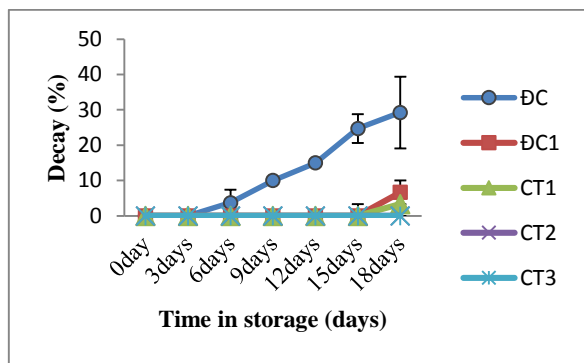 50
40
30
20
10
0
Decay (%)
0day
3days
6days
9days
12days
15days
18days
Time in storage (days)
ĐC
ĐC1
CT1
CT2
CT3